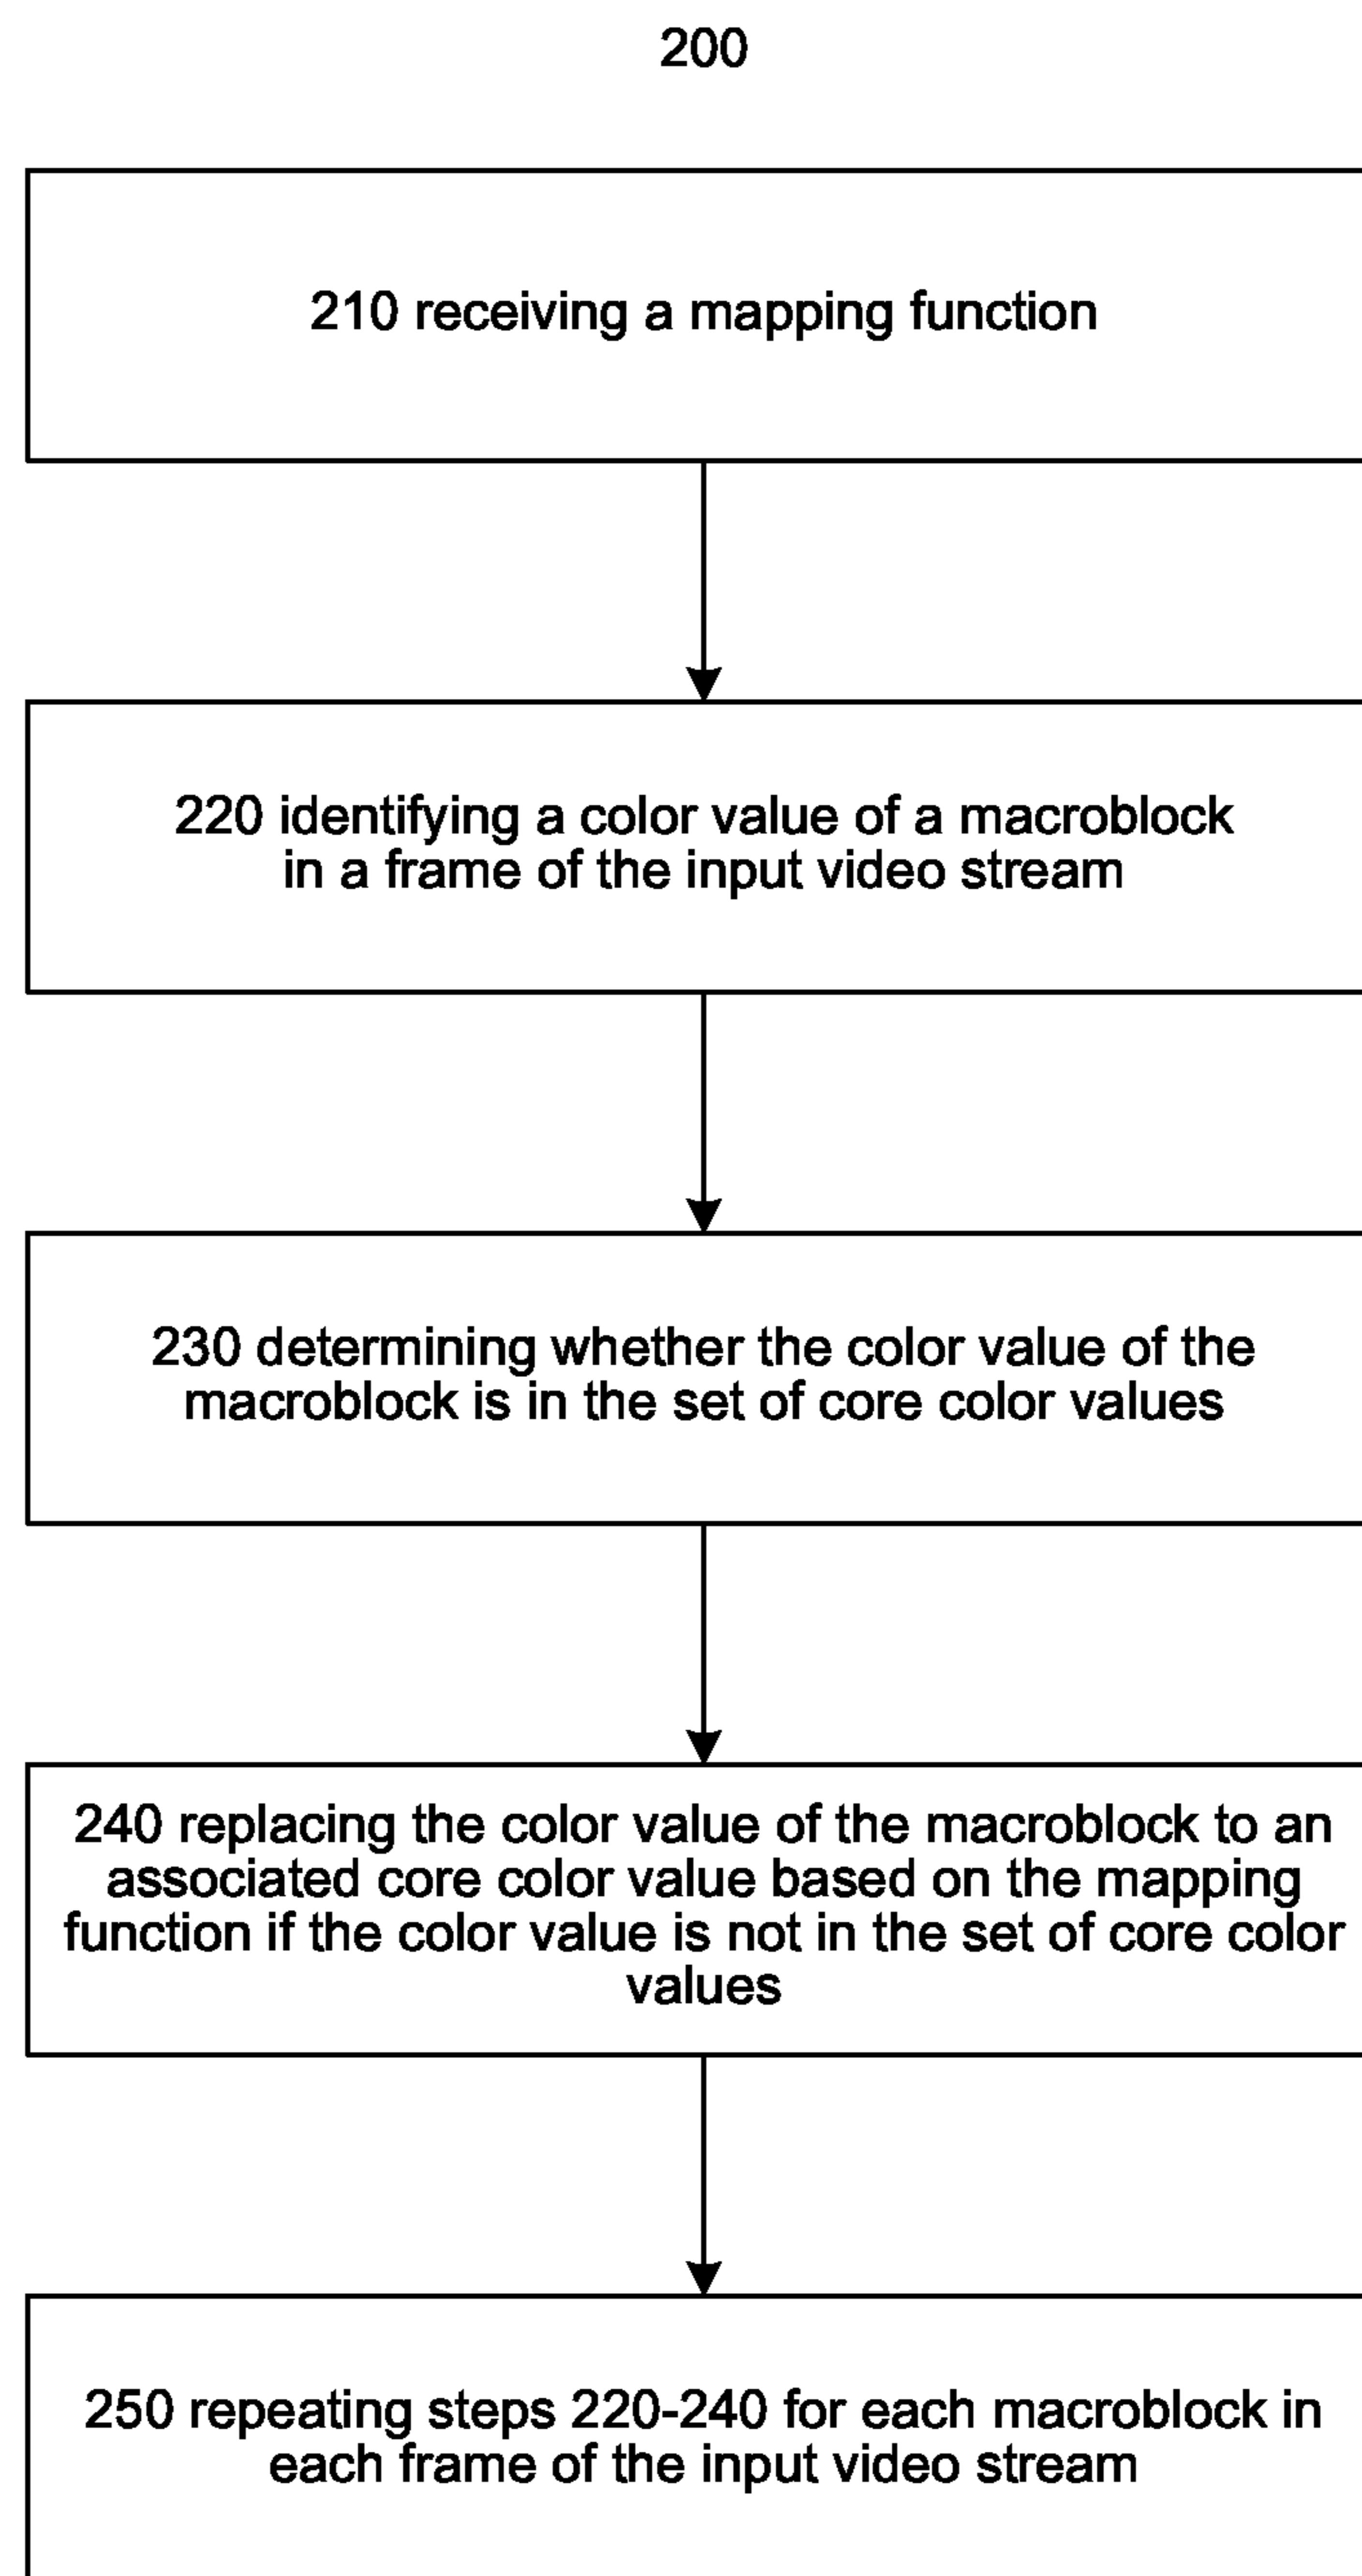 200
210 receiving a mapping function
220 identifying a color value of a macroblock
in a frame of the input video stream
230 determining whether the color value of the
macroblock is in the set of core color values
240 replacing the color value of the macroblock to an
associated core color value based on the mapping
function if the color value is not in the set of core color
values
250 repeating steps 220-240 for each macroblock in
each frame of the input video stream